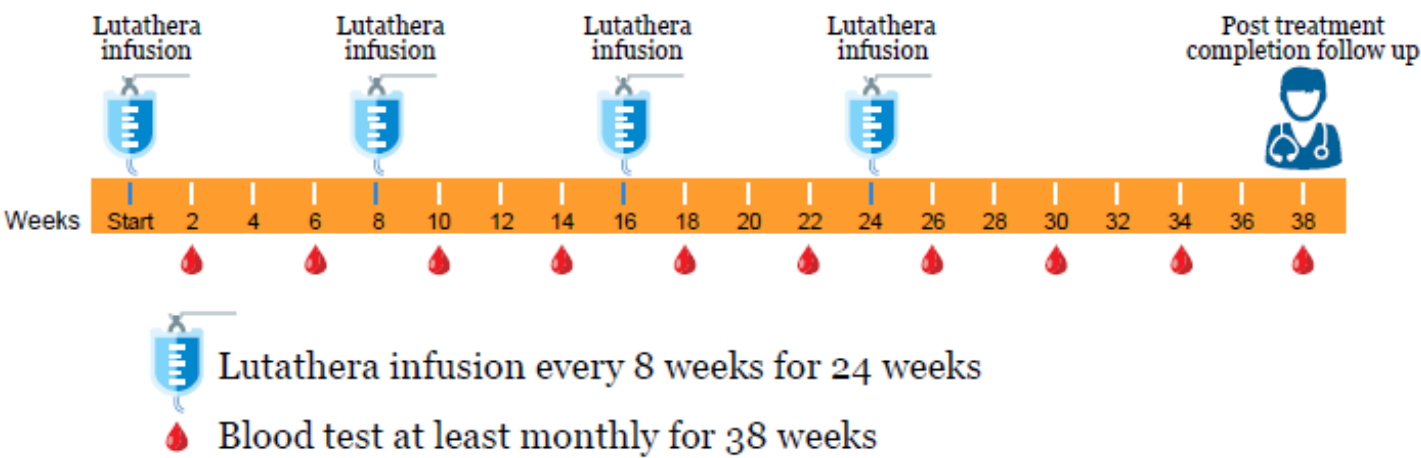 Lutathera
infusion
Lutathera
infusion
Lutathera
infusion
Lutathera
infusion
Post treatment
completion follow up
Weeks Start 2 4 6 8 10 12 14 16 18 20 22 24 26 28 30 32 34 36 38
Lutathera infusion every 8 weeks for 24 weeks
Blood test at least monthly for 38 weeks